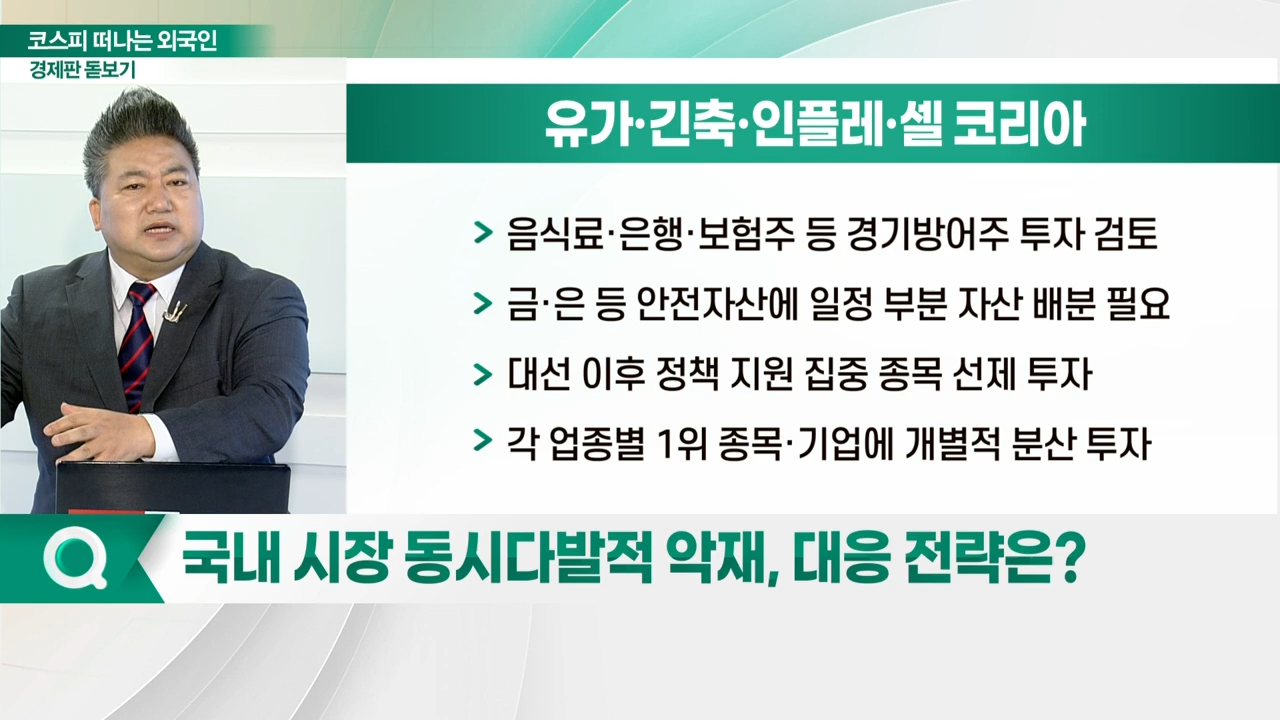 코스피 떠나는 외국인
경제판 돋보기
유가·긴축·인플레·셀 코리아
> 음식료·은행·보험주 등 경기방어주 투자 검토
> 금·은 등 안전자산에 일정 부분 자산 배분 필요
> 대선 이후 정책 지원 집중 종목 선제 투자
> 각 업종별 1위 종목·기업에 개별적 분산 투자
Q 국내 시장 동시다발적 악재, 대응 전략은?